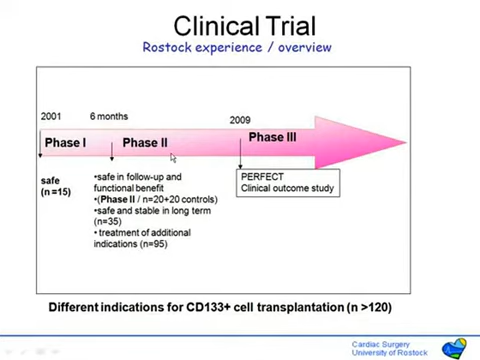 Clinical Trial
Rostock experience / overview
2001
6 months
2009
Phase I
Phase II
Phase III
safe
(n =15)
•safe in follow-up and
functional benefit
•(Phase II / n=20+20 controls)
•safe and stable in long term
(n=35)
• treatment of additional
indications (n=95)
PERFECT
Clinical outcome study
Different indications for CD133+ cell transplantation (n >120)
Cardiac Surgery
University of Rostock